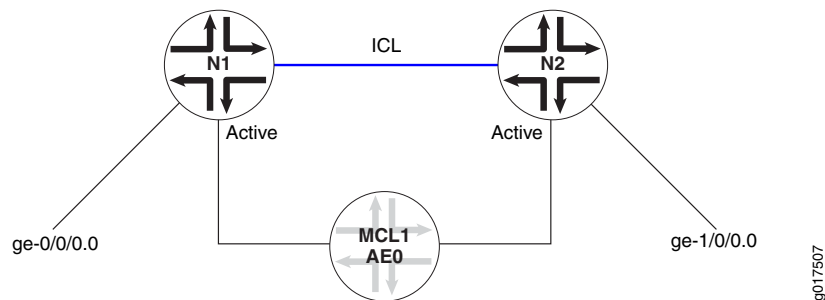 ICL
N1
N2
Active
Active
MCL1
AE0
ge-0/0/0.0
ge-1/0/0.0
g017507